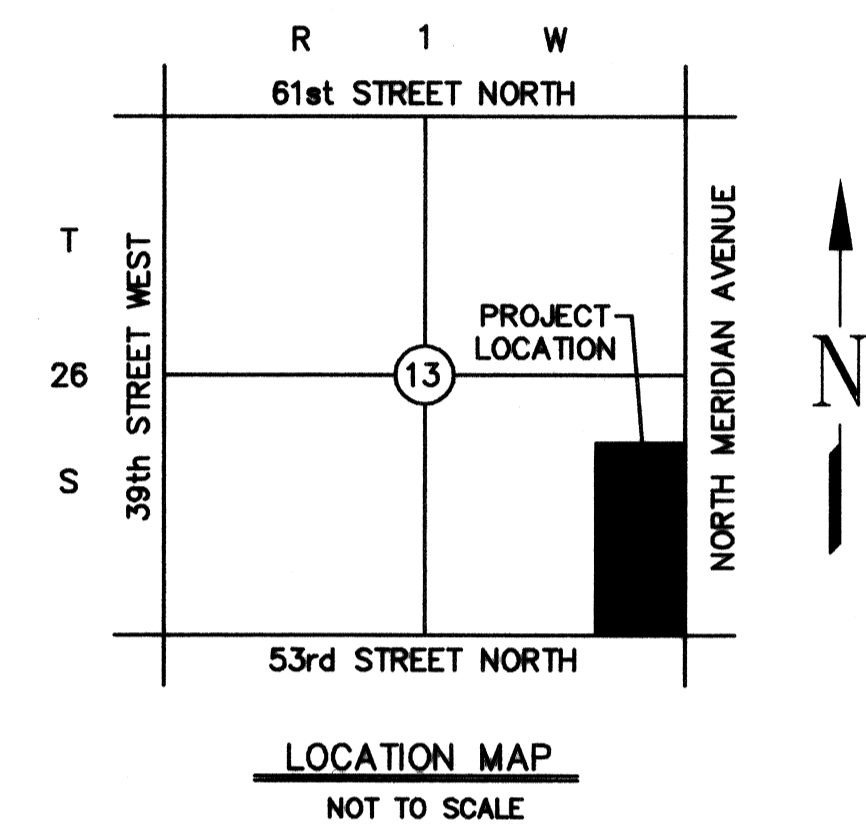 R 1 W
61st STREET NORTH
T
26
S
39th STREET WEST
PROJECT
LOCATION
13
NORTH MERIDIAN AVENUE
N
53rd STREET NORTH
LOCATION MAP
NOT TO SCALE